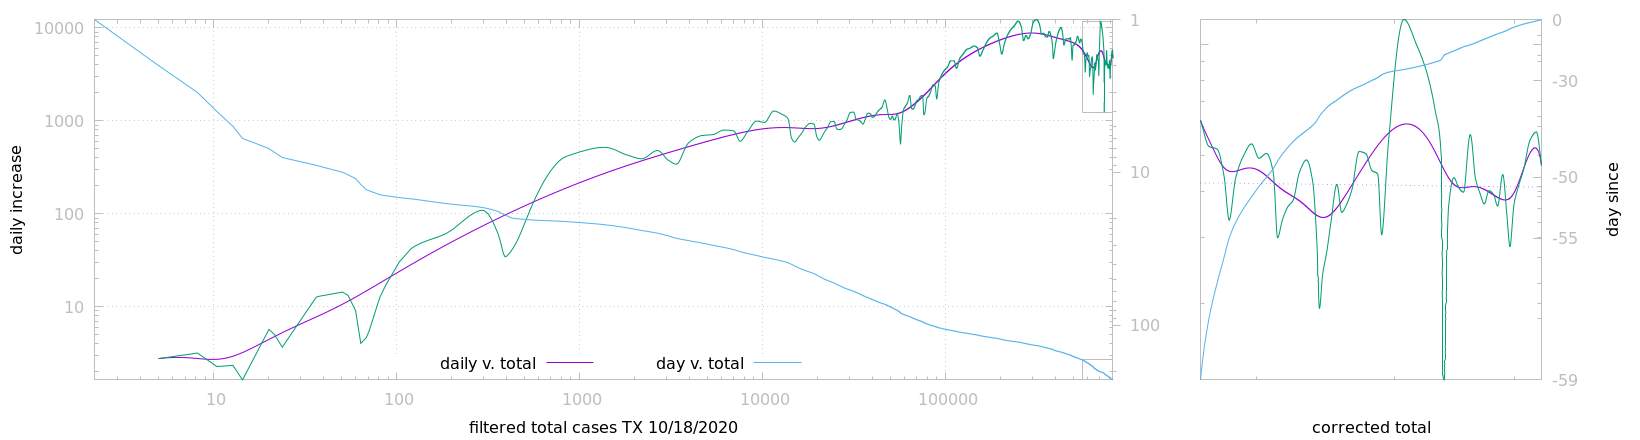 10000
1000
100
10
daily increase
10
100
1000
10000
100000
filtered total cases TX 10/18/2020
daily v. total
day v. total
1
10
100
0
-30
-50
-55
-59
day since
corrected total